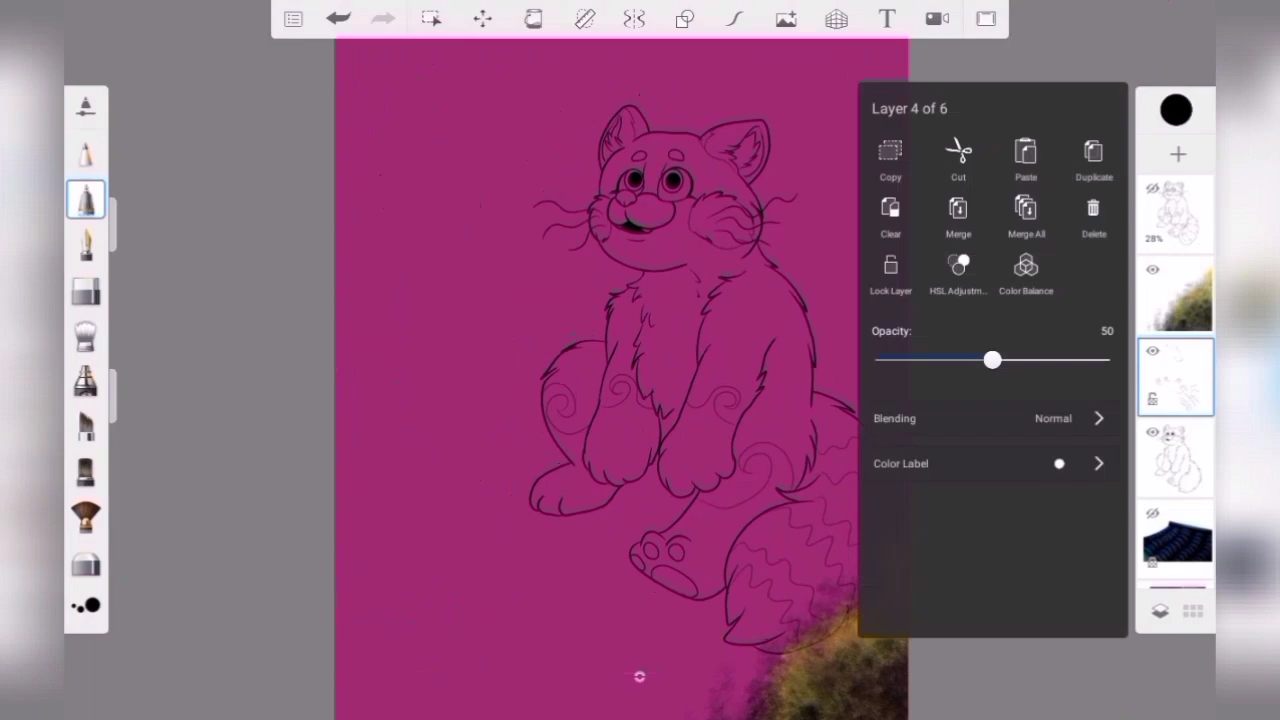 T
Layer 4 of 6
Copy
Cut
Paste
Duplicate
Clear
Merge
Merge All
Delete
Lock Layer
HSL Adjustm...
Color Balance
Opacity: 50
Blending Normal
Color Label
28%